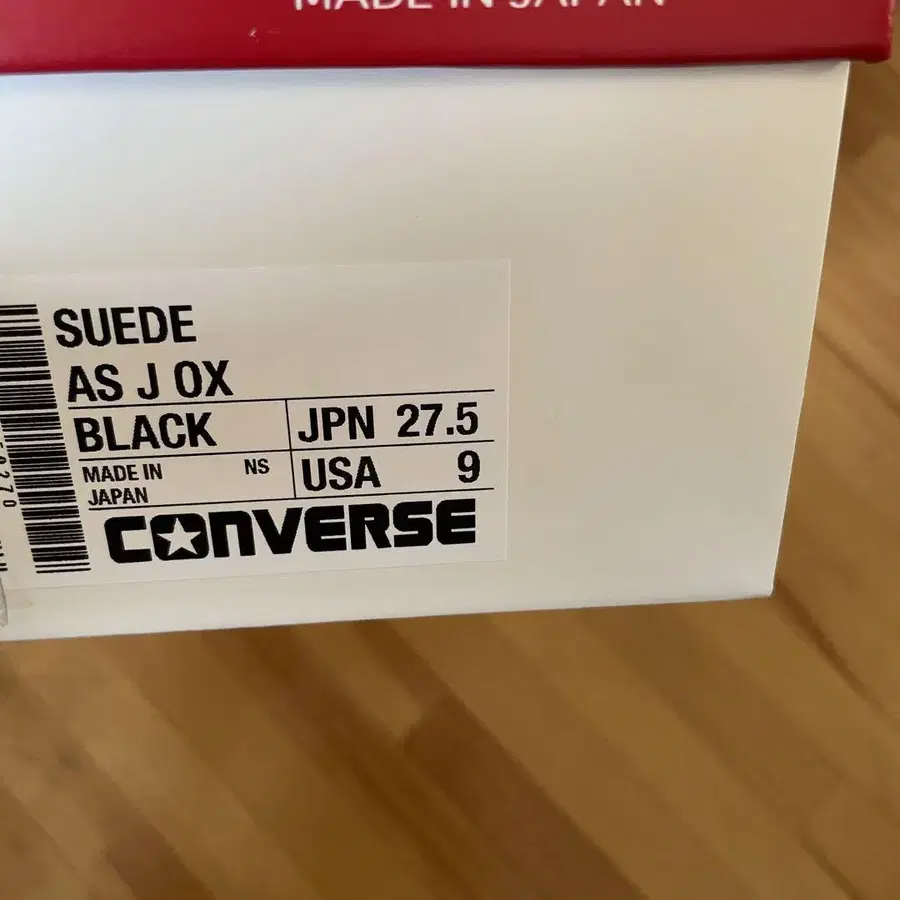 MADE IN JAPAN
SUEDE
AS J OX
BLACK
JPN 27.5
MADE IN
JAPAN
NS
USA 9
CONVERSE